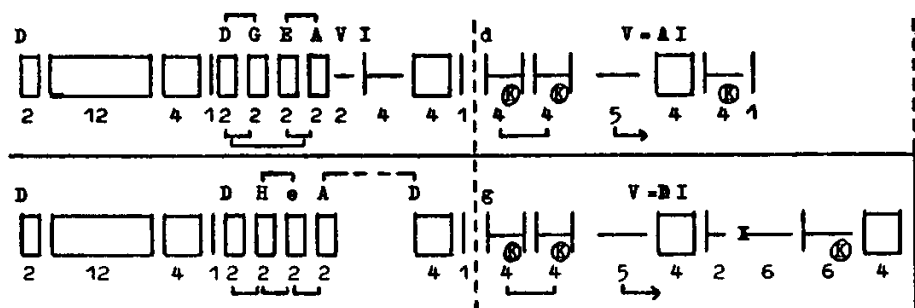 D D G E A V I d V = A I
K K K
2 12 4 1 2 2 2 2 2 4 4 1 4 4 5 4 4 1
D D H e A D g V = D I
K K K
2 12 4 1 2 2 2 2 4 1 4 4 5 4 2 6 6 4